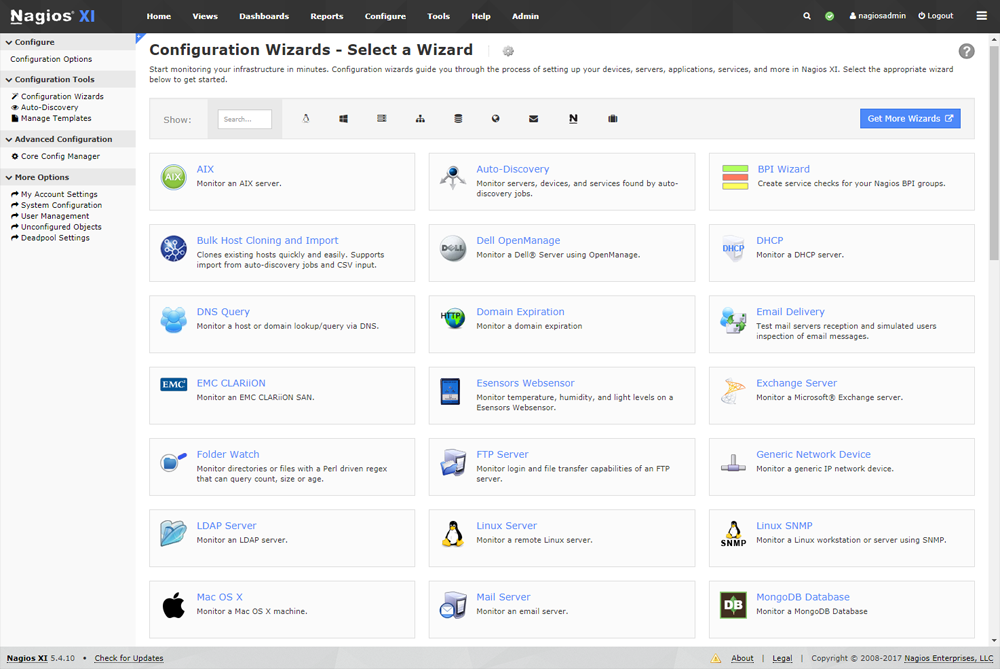 Nagios® XI
Home Views Dashboards Reports Configure Tools Help Admin
nagiosadmin Logout
Configure
Configuration Options
Configuration Tools
Configuration Wizards
Auto-Discovery
Manage Templates
Advanced Configuration
Core Config Manager
More Options
My Account Settings
System Configuration
User Management
Unconfigured Objects
Deadpool Settings
Configuration Wizards - Select a Wizard
?
Start monitoring your infrastructure in minutes. Configuration wizards guide you through the process of setting up your devices, servers, applications, services, and more in Nagios XI. Select the appropriate wizard
below to get started.
Show:
Search...
N
Get More Wizards
AIX
AIX
Monitor an AIX server.
Auto-Discovery
Monitor servers, devices, and services found by auto-
discovery jobs.
BPI Wizard
Create service checks for your Nagios BPI groups.
Bulk Host Cloning and Import
Clones existing hosts quickly and easily. Supports
import from auto-discovery jobs and CSV input.
DELL
Dell OpenManage
Monitor a Dell® Server using OpenManage.
DHCP
DHCP
Monitor a DHCP server.
DNS Query
Monitor a host or domain lookup/query via DNS.
HTTP
Domain Expiration
Monitor a domain expiration
Email Delivery
Test mail servers reception and simulated users
inspection of email messages.
EMC²
EMC CLARiiON
Monitor an EMC CLARiiON SAN.
Esensors Websensor
Monitor temperature, humidity, and light levels on a
Esensors Websensor.
Exchange Server
Monitor a Microsoft® Exchange server.
Folder Watch
Monitor directories or files with a Perl driven regex
that can query count, size or age.
FTP Server
Monitor login and file transfer capabilities of an FTP
server.
Generic Network Device
Monitor a generic IP network device.
LDAP Server
Monitor an LDAP server.
Linux Server
Monitor a remote Linux server.
SNMP
Linux SNMP
Monitor a Linux workstation or server using SNMP.
Mac OS X
Monitor a Mac OS X machine.
Mail Server
Monitor an email server.
DB
MongoDB Database
Monitor a MongoDB Database
Nagios XI 5.4.10 • Check for Updates
About | Legal | Copyright © 2008-2017 Nagios Enterprises, LLC